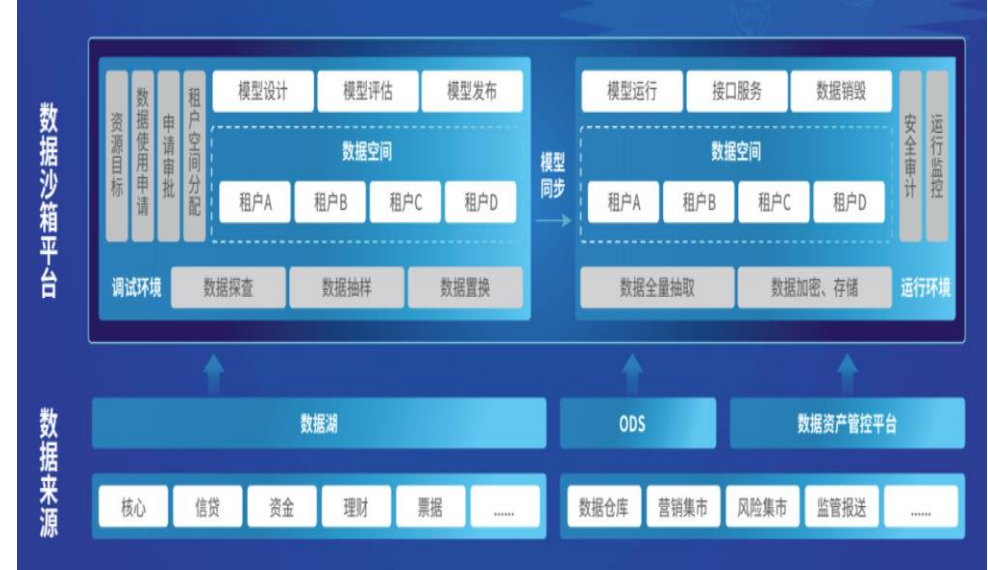 数据沙箱平台
资源目标
数据使用申请
申请审批
租户空间分配
模型设计
模型评估
模型发布
数据空间
租户A
租户B
租户C
租户D
调试环境
数据探查
数据抽样
数据置换
模型
同步
模型运行
接口服务
数据销毁
数据空间
租户A
租户B
租户C
租户D
安全审计
运行监控
数据全量抽取
数据加密、存储
运行环境
数据来源
数据湖
ODS
数据资产管控平台
核心
信贷
资金
理财
票据
......
数据仓库
营销集市
风险集市
监管报送
......